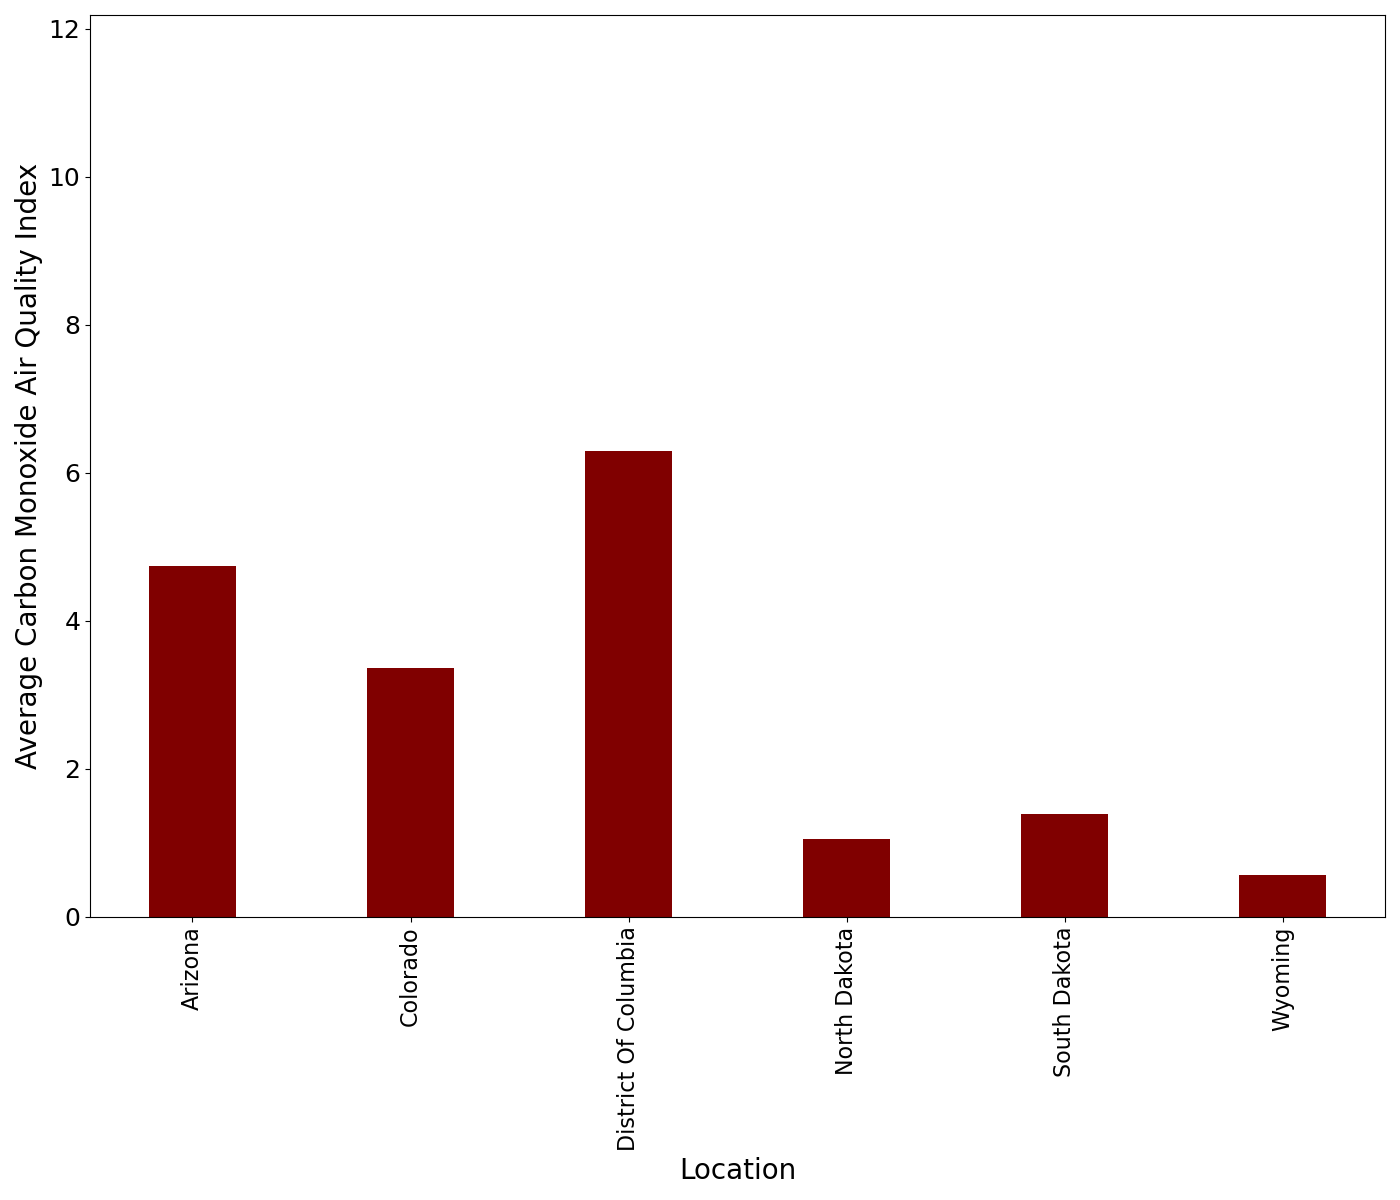 Average Carbon Monoxide Air Quality Index
12
10
8
6
4
2
0
Arizona
Colorado
District Of Columbia
North Dakota
South Dakota
Wyoming
Location